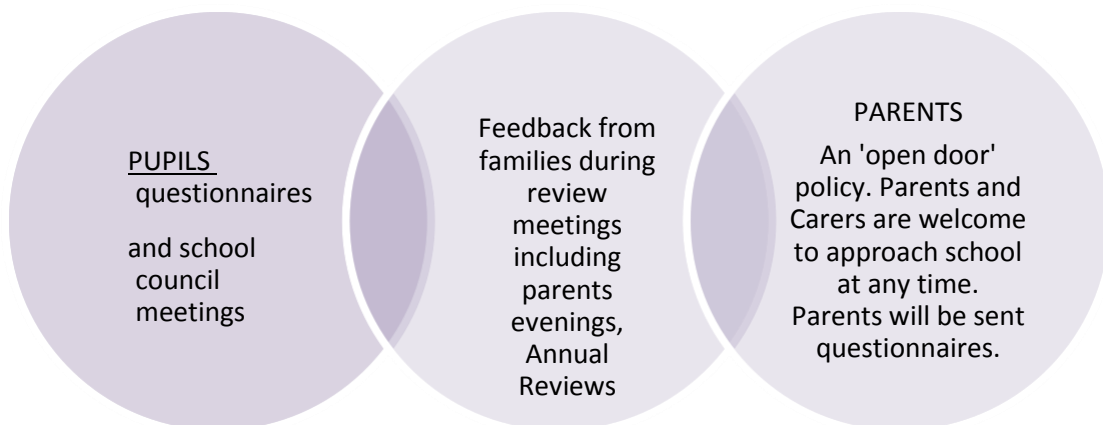 PUPILS
questionnaires
and school
council
meetings
Feedback from
families during
review
meetings
including
parents
evenings,
Annual
Reviews
PARENTS
An 'open door'
policy. Parents and
Carers are welcome
to approach school
at any time.
Parents will be sent
questionnaires.